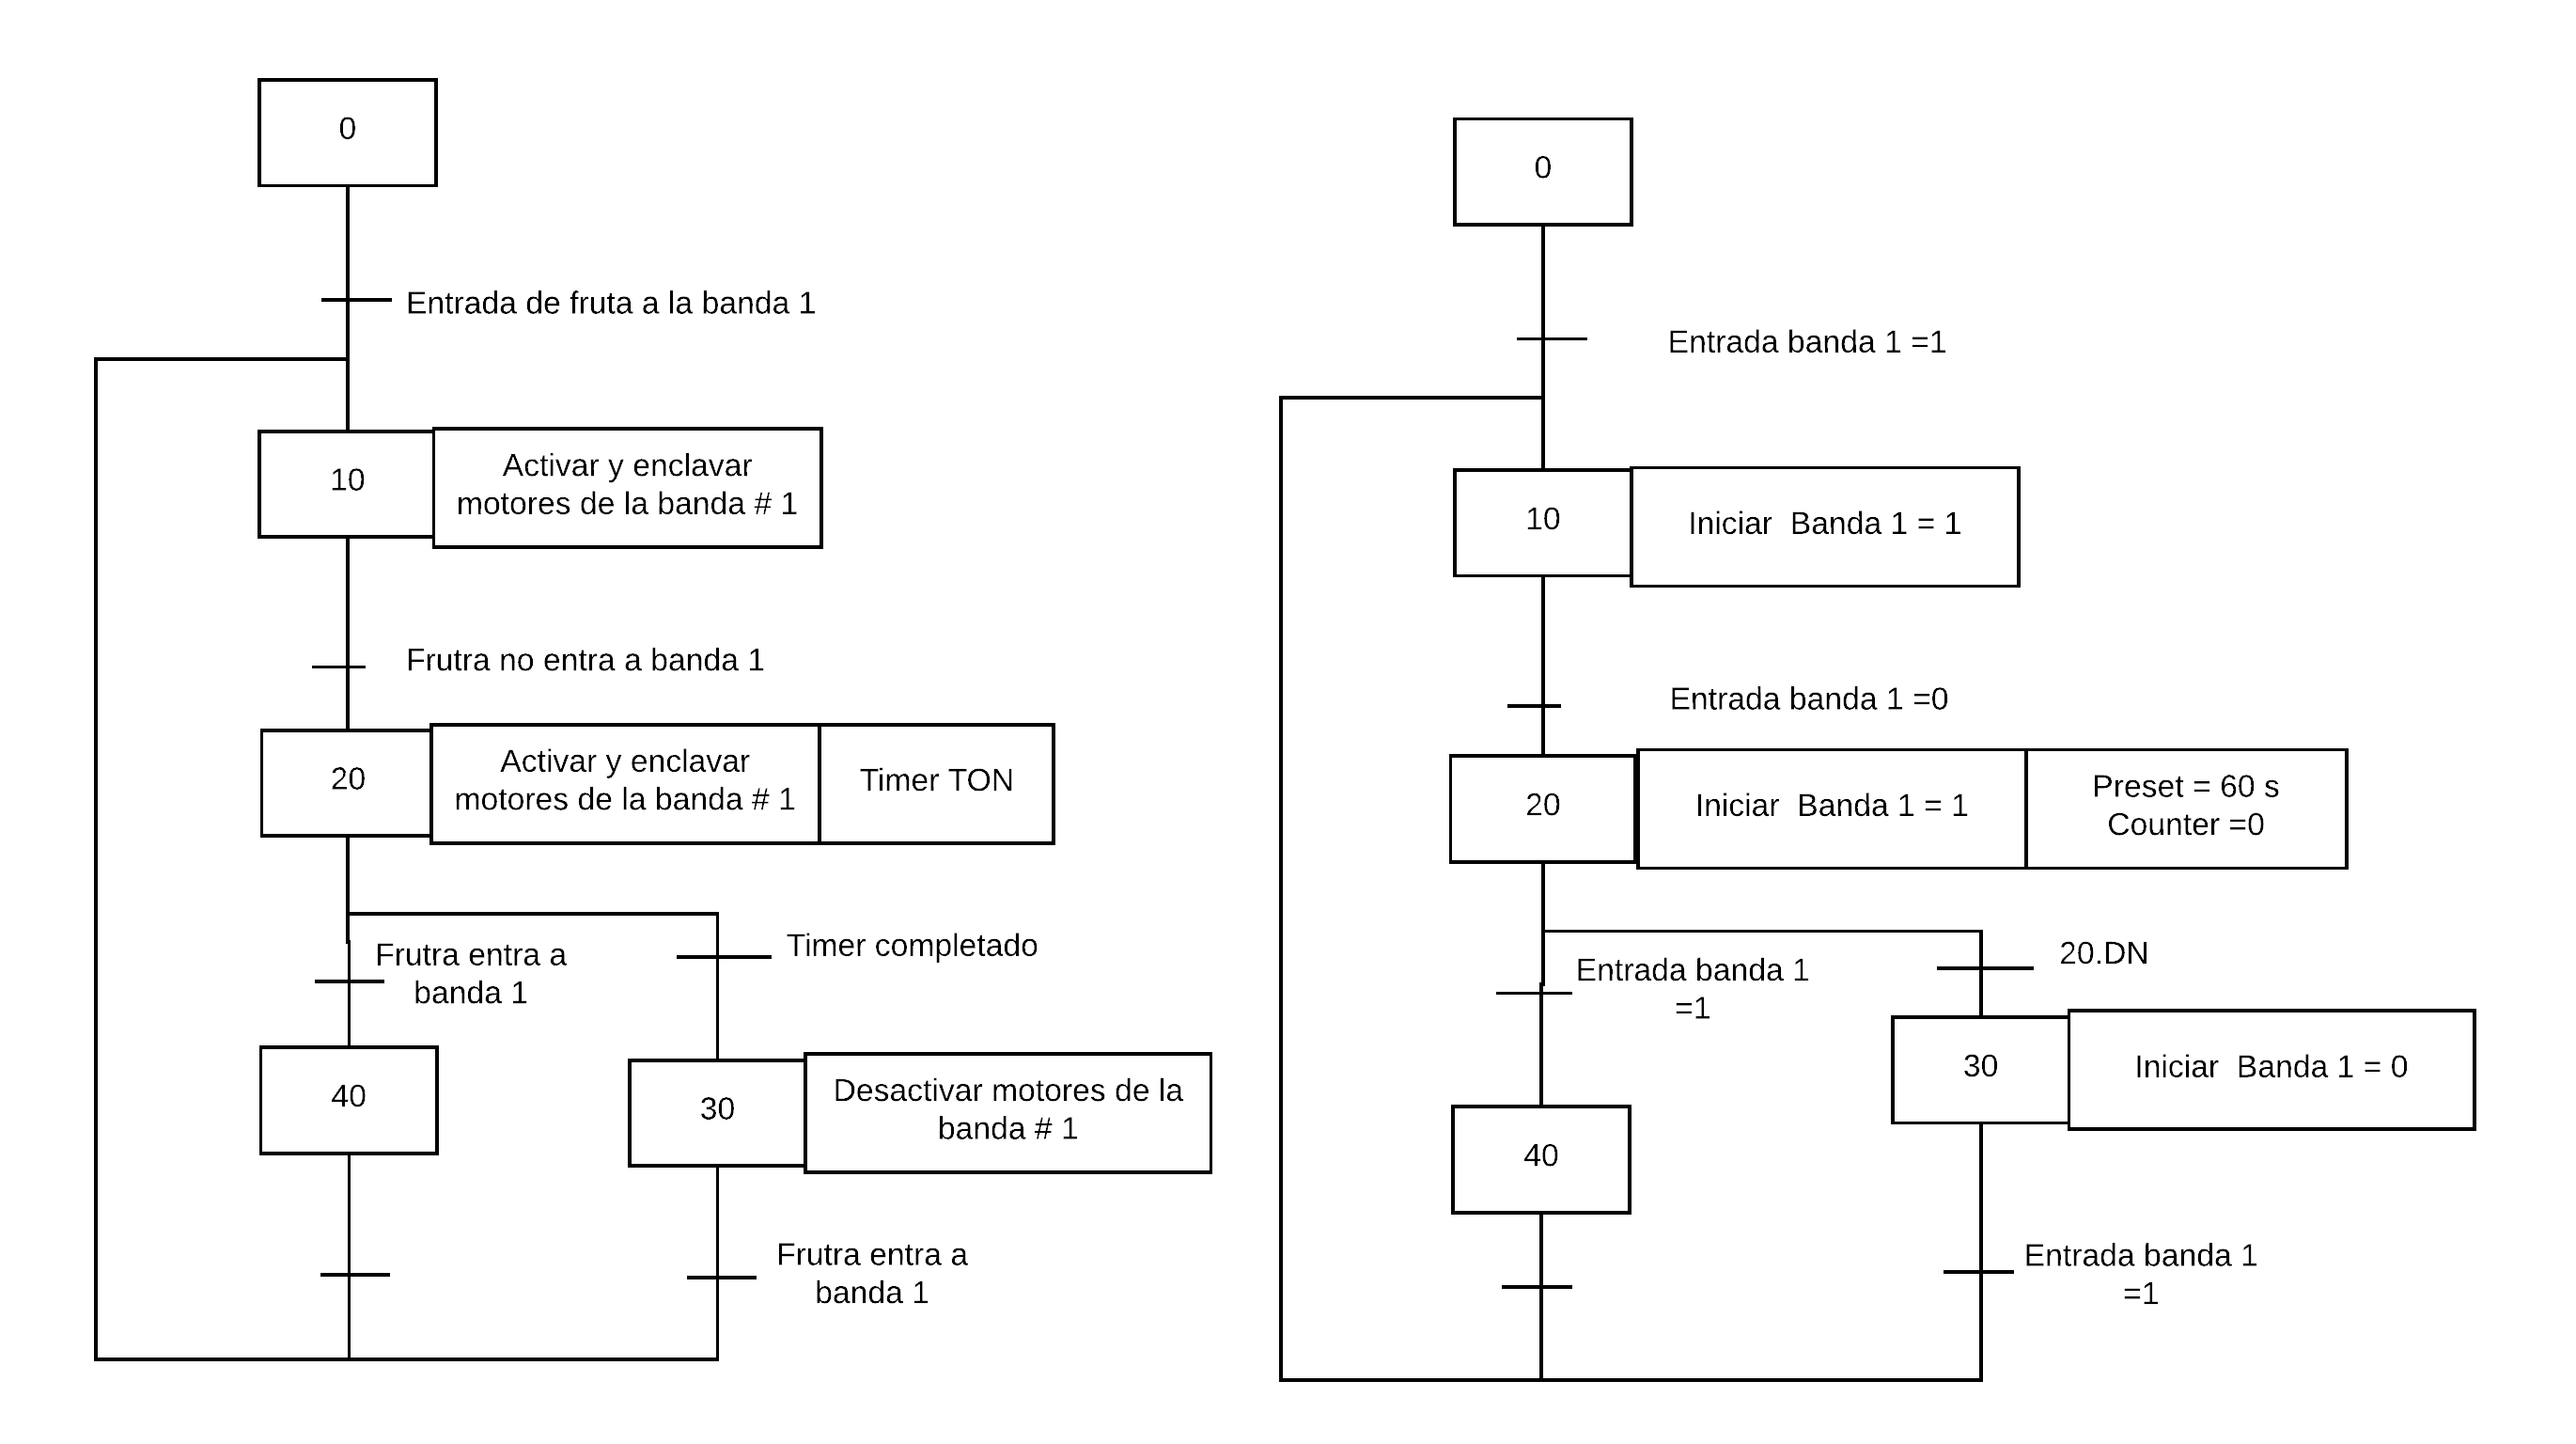 0
Entrada de fruta a la banda 1
10
Activar y enclavar
motores de la banda # 1
Frutra no entra a banda 1
20
Activar y enclavar
motores de la banda # 1
Timer TON
Frutra entra a
banda 1
Timer completado
40
30
Desactivar motores de la
banda # 1
Frutra entra a
banda 1
0
Entrada banda 1 =1
10
Iniciar  Banda 1 = 1
Entrada banda 1 =0
20
Iniciar  Banda 1 = 1
Preset = 60 s
Counter =0
Entrada banda 1
=1
20.DN
30
Iniciar  Banda 1 = 0
40
Entrada banda 1
=1